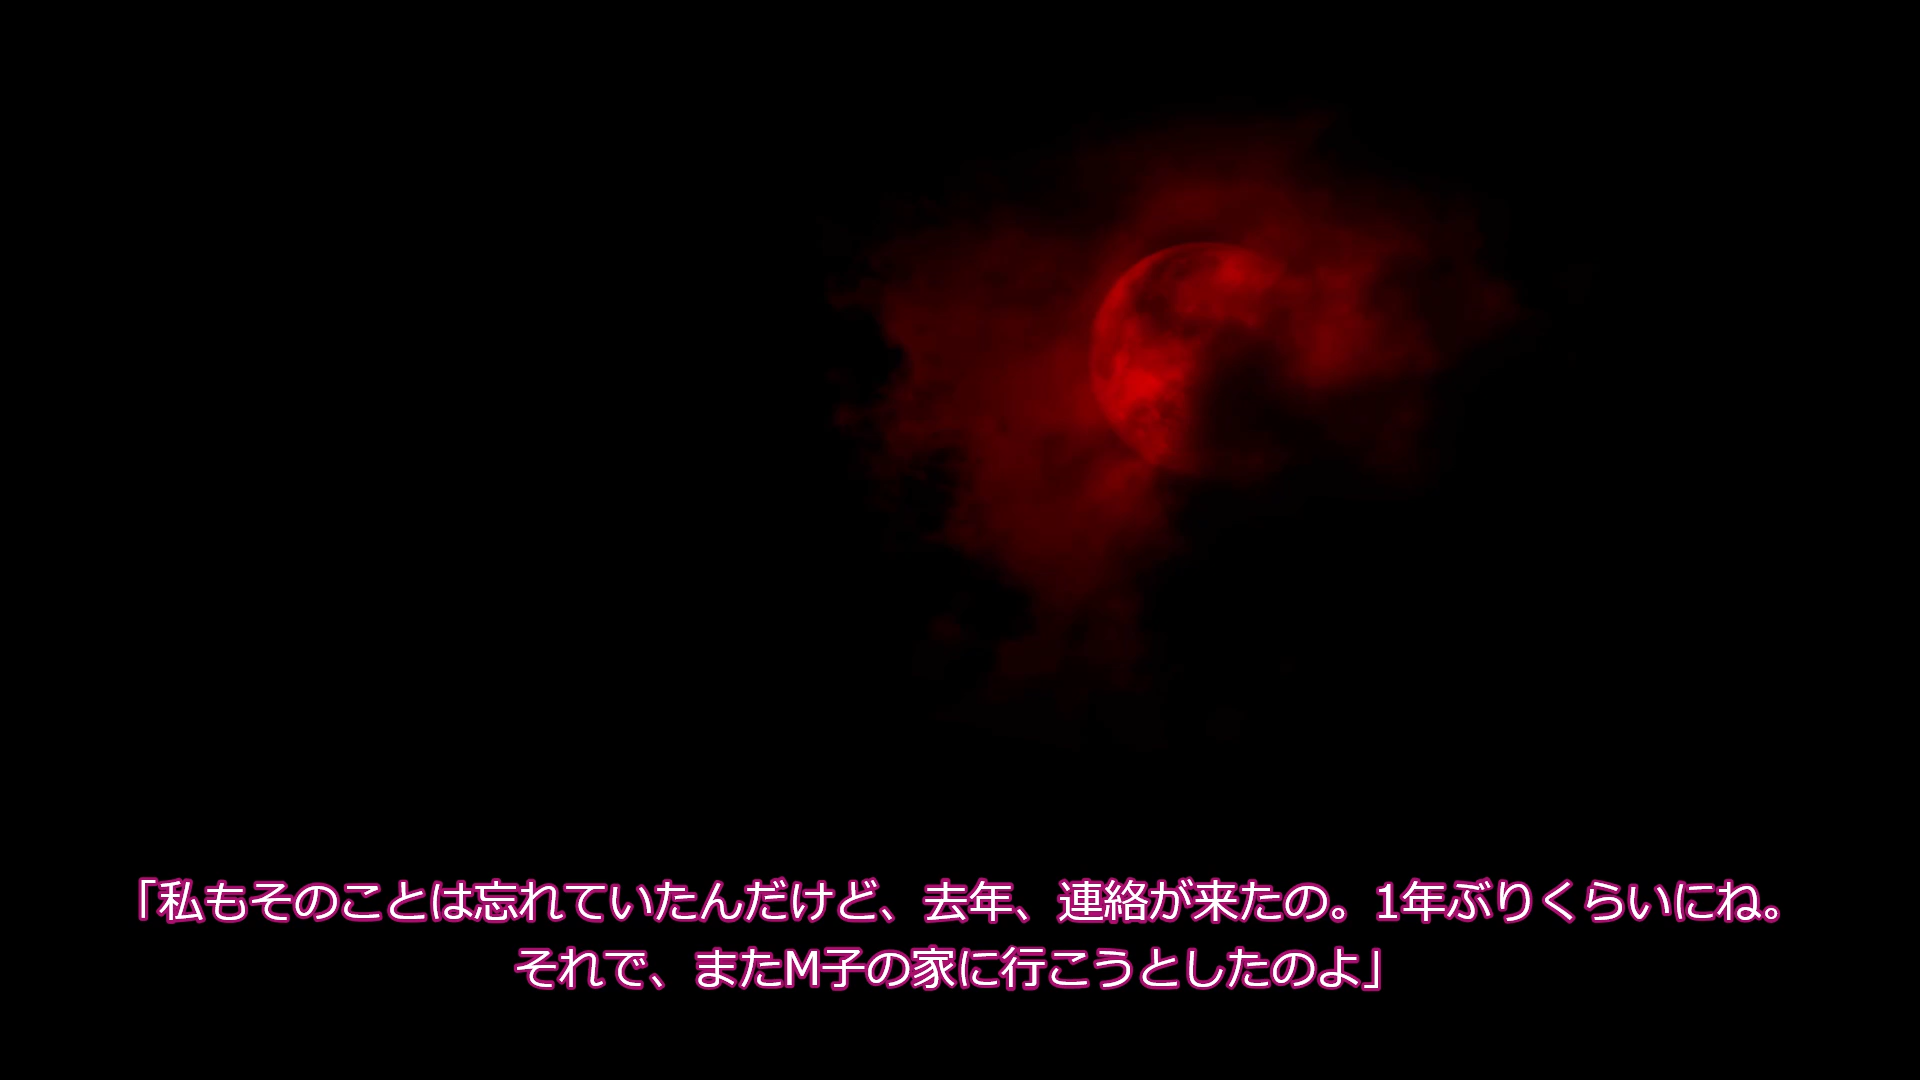 「私もそのことは忘れていたんだけど、去年、連絡が来たの。1年ぶりくらいにね。
それで、またM子の家に行こうとしたのよ」